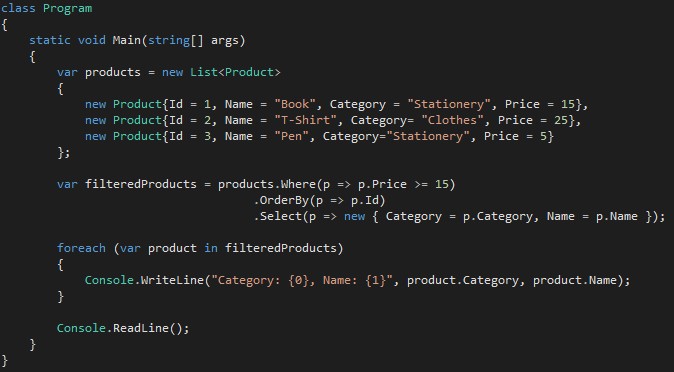 class Program
{
    static void Main(string[] args)
    {
        var products = new List<Product>
        {
            new Product{Id = 1, Name = "Book", Category = "Stationery", Price = 15},
            new Product{Id = 2, Name = "T-Shirt", Category= "Clothes", Price = 25},
            new Product{Id = 3, Name = "Pen", Category="Stationery", Price = 5}
        };

        var filteredProducts = products.Where(p => p.Price >= 15)
                                    .OrderBy(p => p.Id)
                                    .Select(p => new { Category = p.Category, Name = p.Name });

        foreach (var product in filteredProducts)
        {
            Console.WriteLine("Category: {0}, Name: {1}", product.Category, product.Name);
        }

        Console.ReadLine();
    }
}